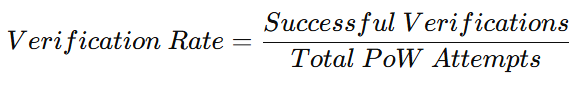 Verification Rate = Successful Verifications / Total PoW Attempts